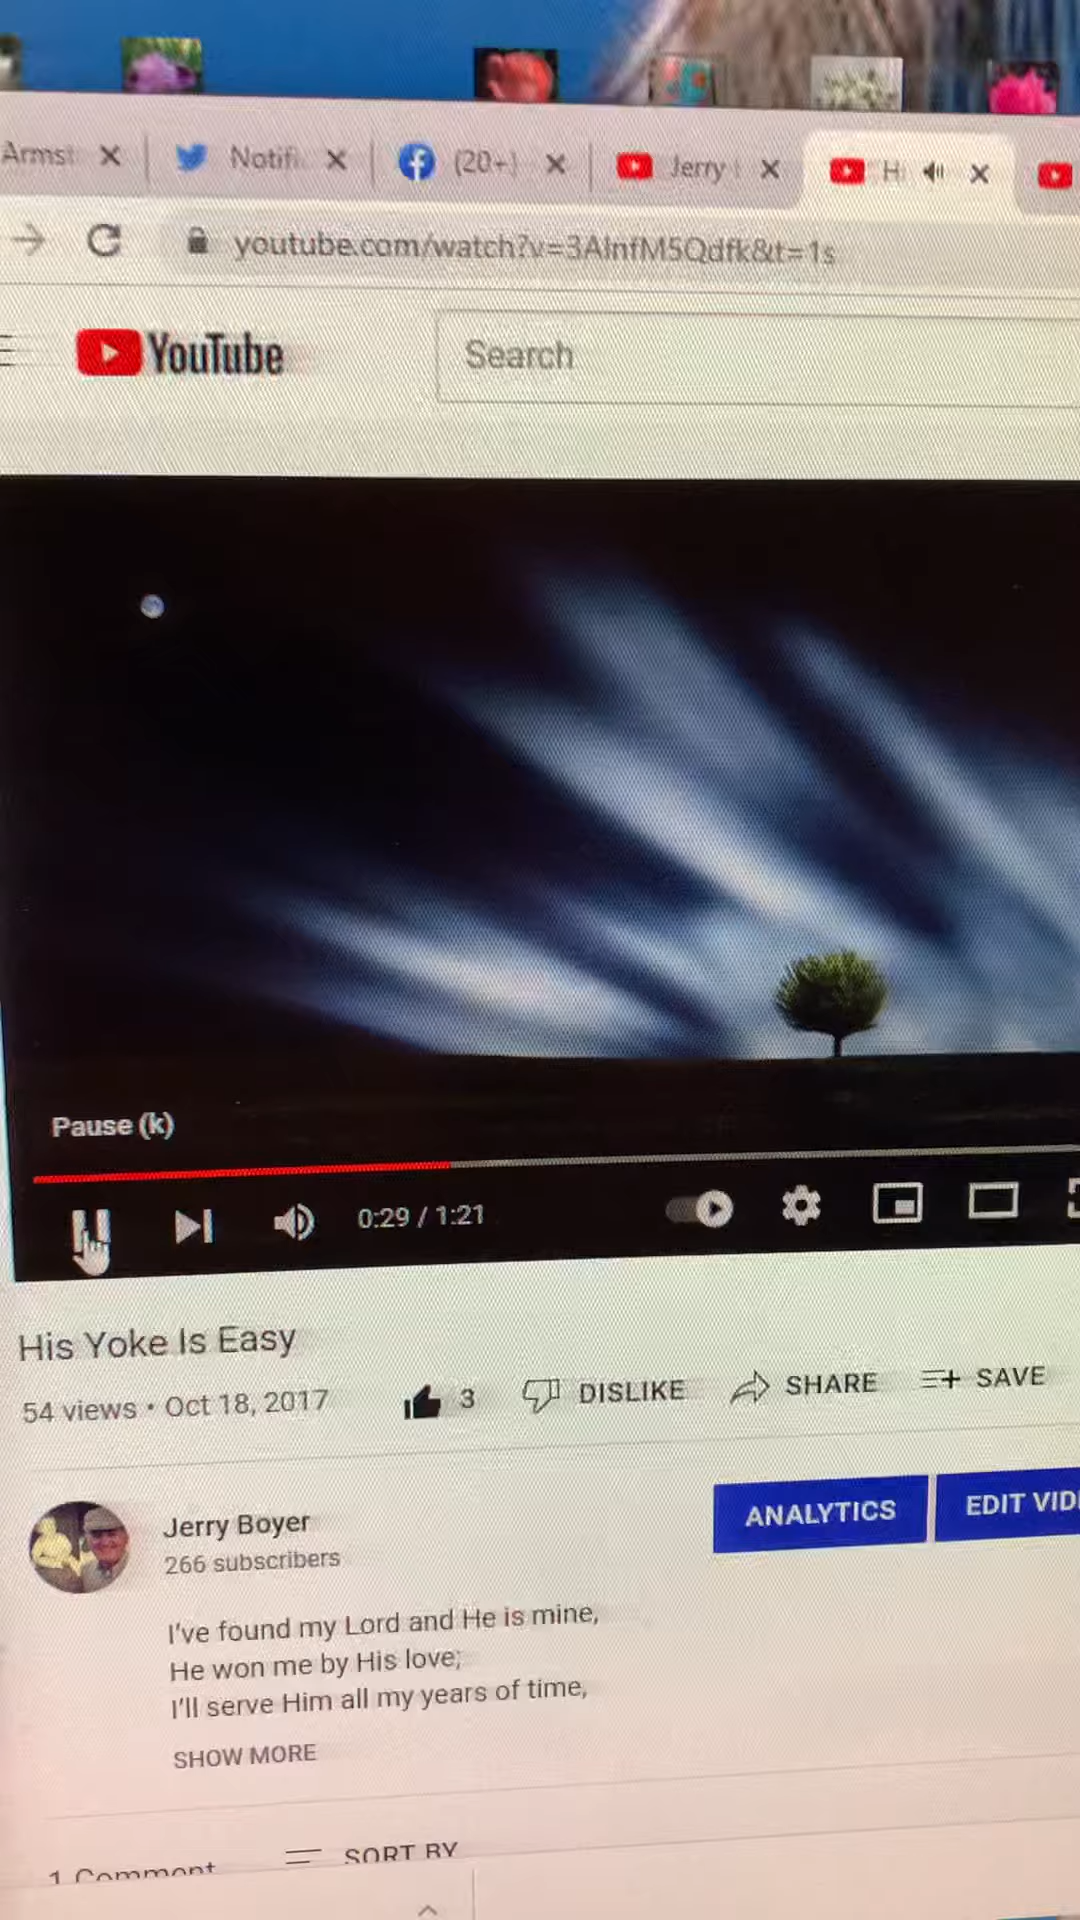 Armst
Notifi
(20+)
Jerry
H
youtube.com/watch?v=3AlnfM5Qdfk&t=1s
YouTube
Search
Pause (k)
0:29 / 1:21
His Yoke Is Easy
54 views • Oct 18, 2017
3 DISLIKE SHARE SAVE
Jerry Boyer
266 subscribers
ANALYTICS
EDIT VID
I've found my Lord and He is mine,
He won me by His love;
I'll serve Him all my years of time,
SHOW MORE
1 Comment
SORT BY